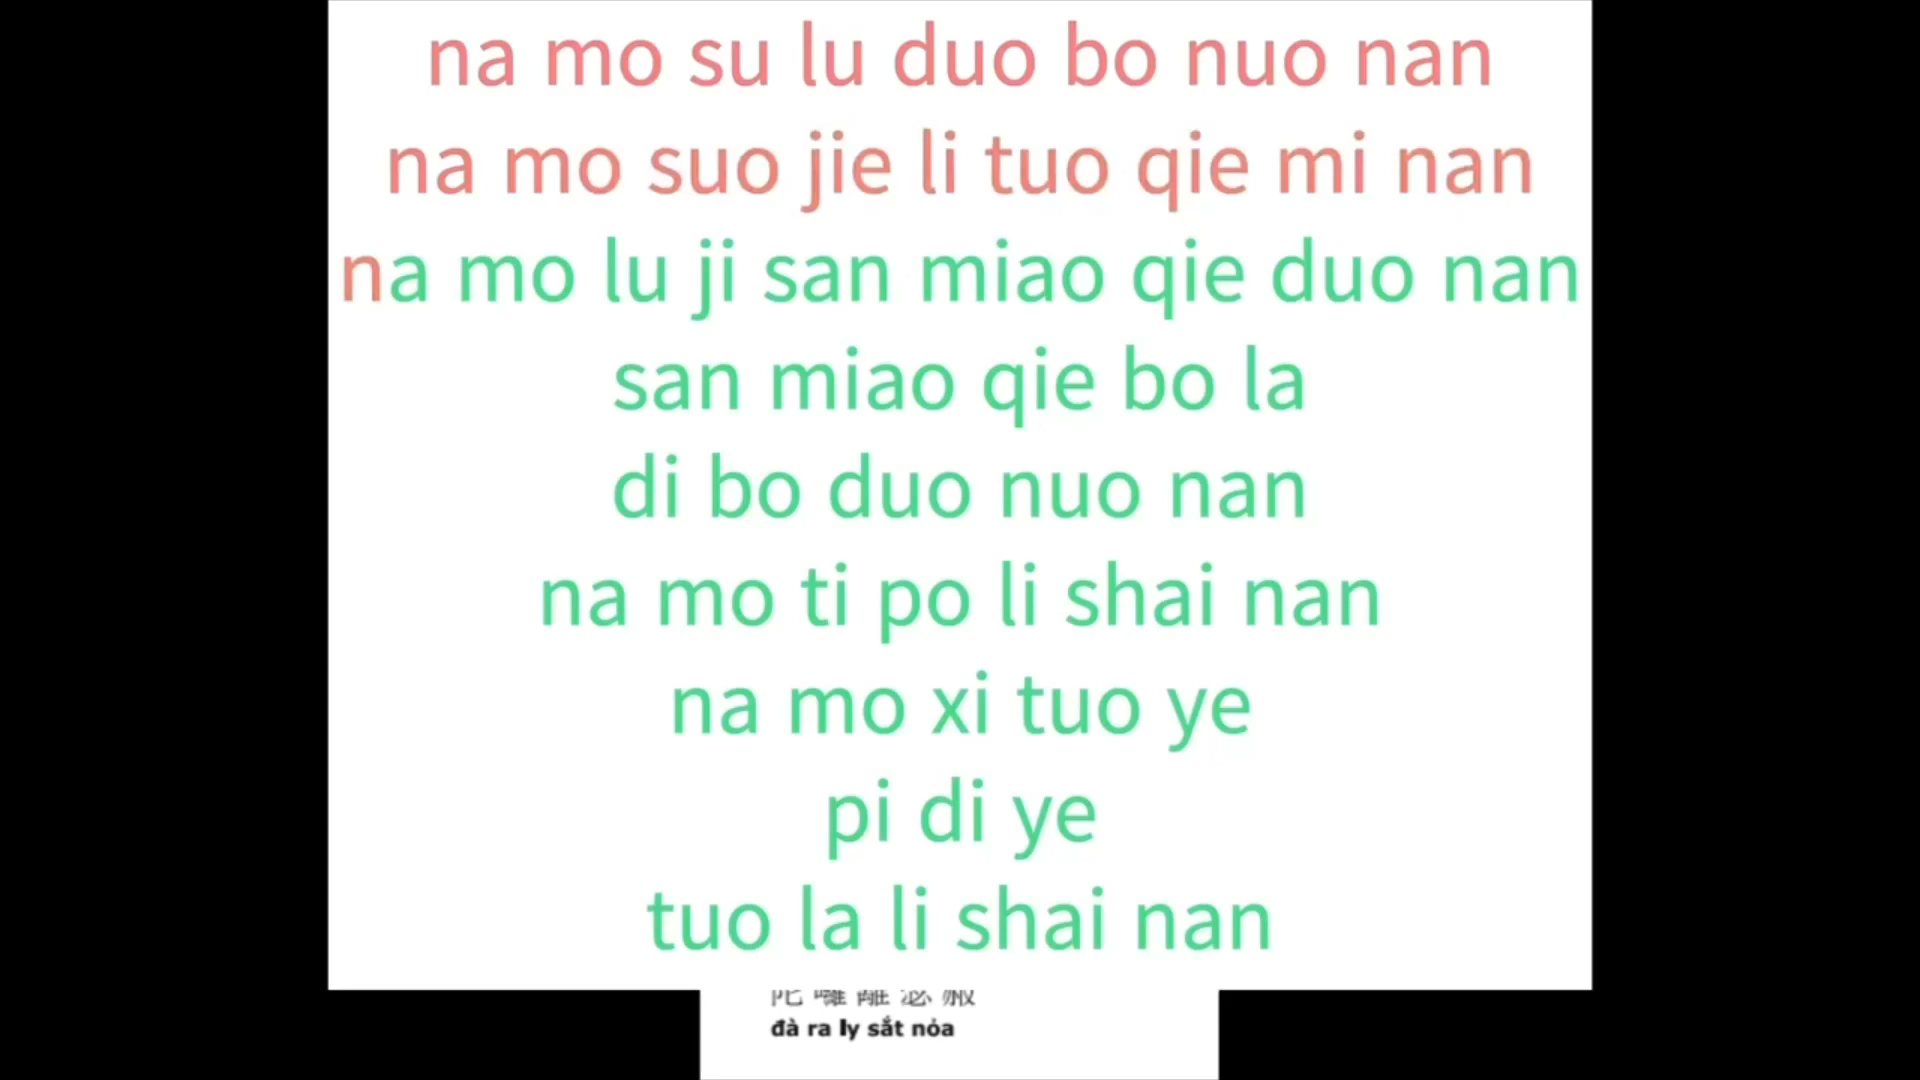 na mo su lu duo bo nuo nan
na mo suo jie li tuo qie mi nan
na mo lu ji san miao qie duo nan
san miao qie bo la
di bo duo nuo nan
na mo ti po li shai nan
na mo xi tuo ye
pi di ye
tuo la li shai nan
đà ra ly sắt nỏa